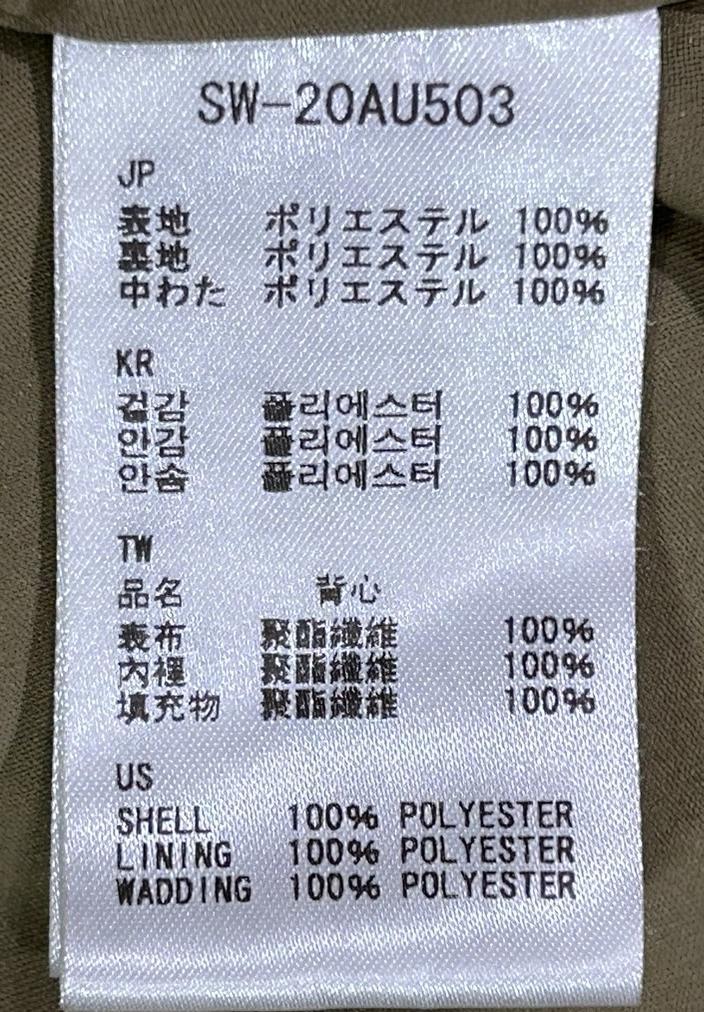 SW-20AU503
JP
表地 ポリエステル 100%
裏地 ポリエステル 100%
中わた ポリエステル 100%
KR
겉감 폴리에스터 100%
안감 폴리에스터 100%
안솜 폴리에스터 100%
TW
品名 背心
表布 聚酯纖維 100%
內裡 聚酯纖維 100%
填充物 聚酯纖維 100%
US
SHELL 100% POLYESTER
LINING 100% POLYESTER
WADDING 100% POLYESTER